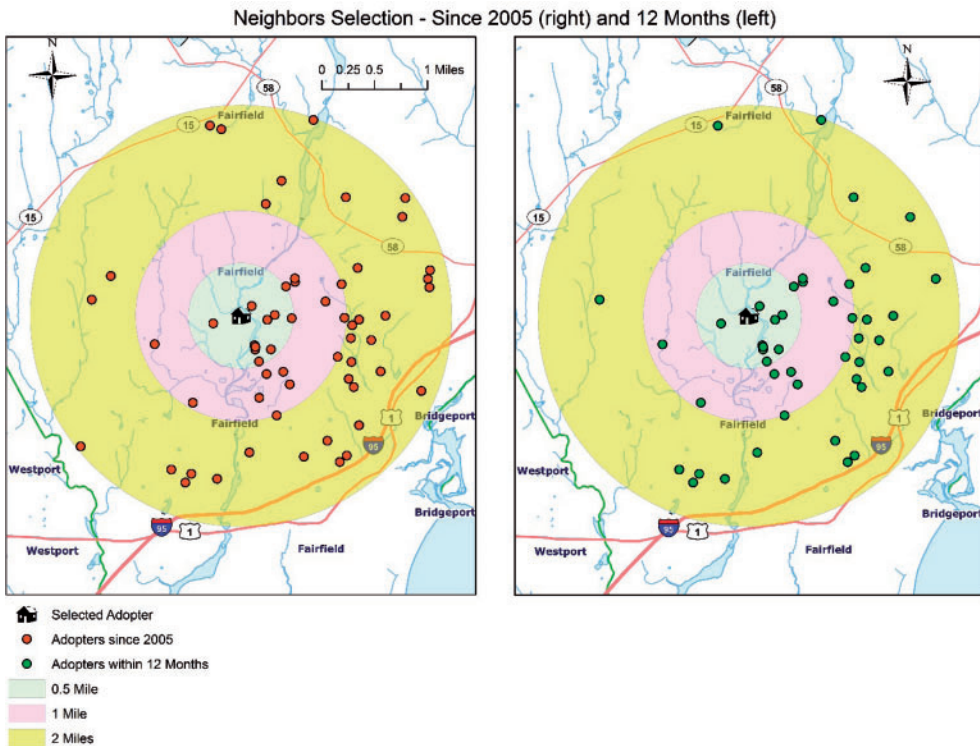 Neighbors Selection - Since 2005 (right) and 12 Months (left)
N
0 0.25 0.5 1 Miles
58
Fairfield
15
15
58
Fairfield
Fairfield
1
Bridgeport
95
Westport
Bridgeport
95
1
Westport
Fairfield
N
58
Fairfield
15
15
58
Fairfield
Fairfield
1
Bridgeport
95
Westport
Bridgeport
95
1
Westport
Fairfield
Selected Adopter
Adopters since 2005
Adopters within 12 Months
0.5 Mile
1 Mile
2 Miles